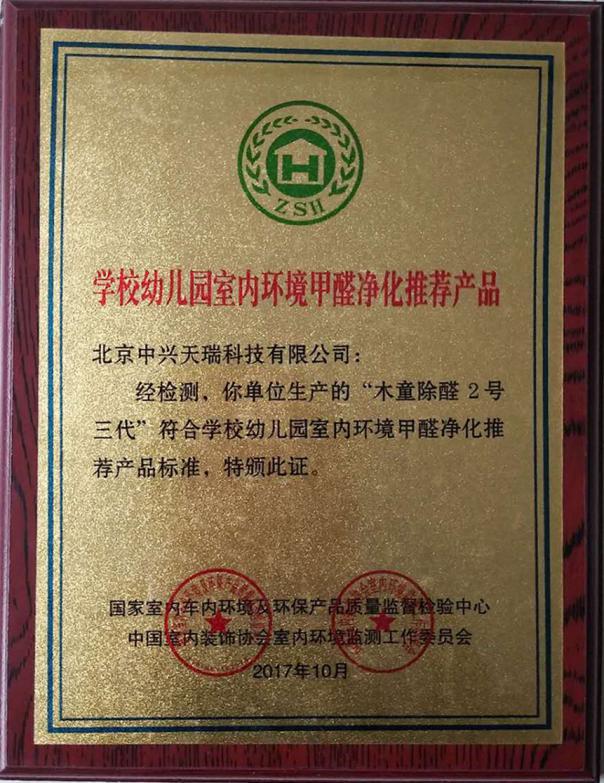 ZSH
学校幼儿园室内环境甲醛净化推荐产品
北京中兴天瑞科技有限公司：
经检测，你单位生产的“木童除醛 2 号
三代”符合学校幼儿园室内环境甲醛净化推
荐产品标准，特颁此证。
国家室内车内环境及环保产品质量监督检验中心
中国室内装饰协会室内环境监测工作委员会
2017年10月